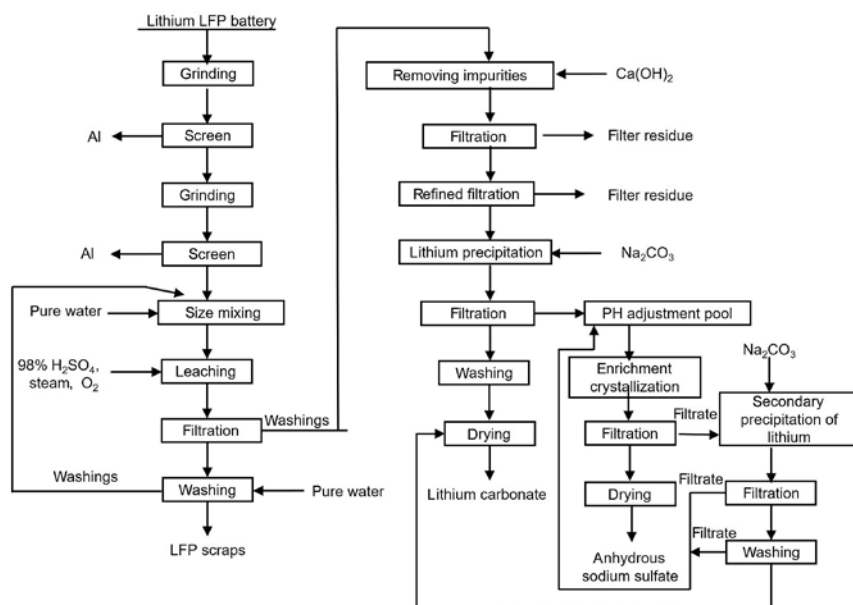 Lithium LFP battery
Grinding
Al
Screen
Grinding
Al
Screen
Pure water
Size mixing
98% H₂SO₄,
steam, O₂
Leaching
Filtration
Washings
Washings
Washing
Pure water
LFP scraps
Removing impurities
Ca(OH)₂
Filtration
Filter residue
Refined filtration
Filter residue
Lithium precipitation
Na₂CO₃
Filtration
PH adjustment pool
Washing
Drying
Lithium carbonate
Enrichment
crystallization
Filtration
Filtrate
Drying
Anhydrous
sodium sulfate
Na₂CO₃
Secondary
precipitation of
lithium
Filtrate
Filtration
Filtrate
Washing